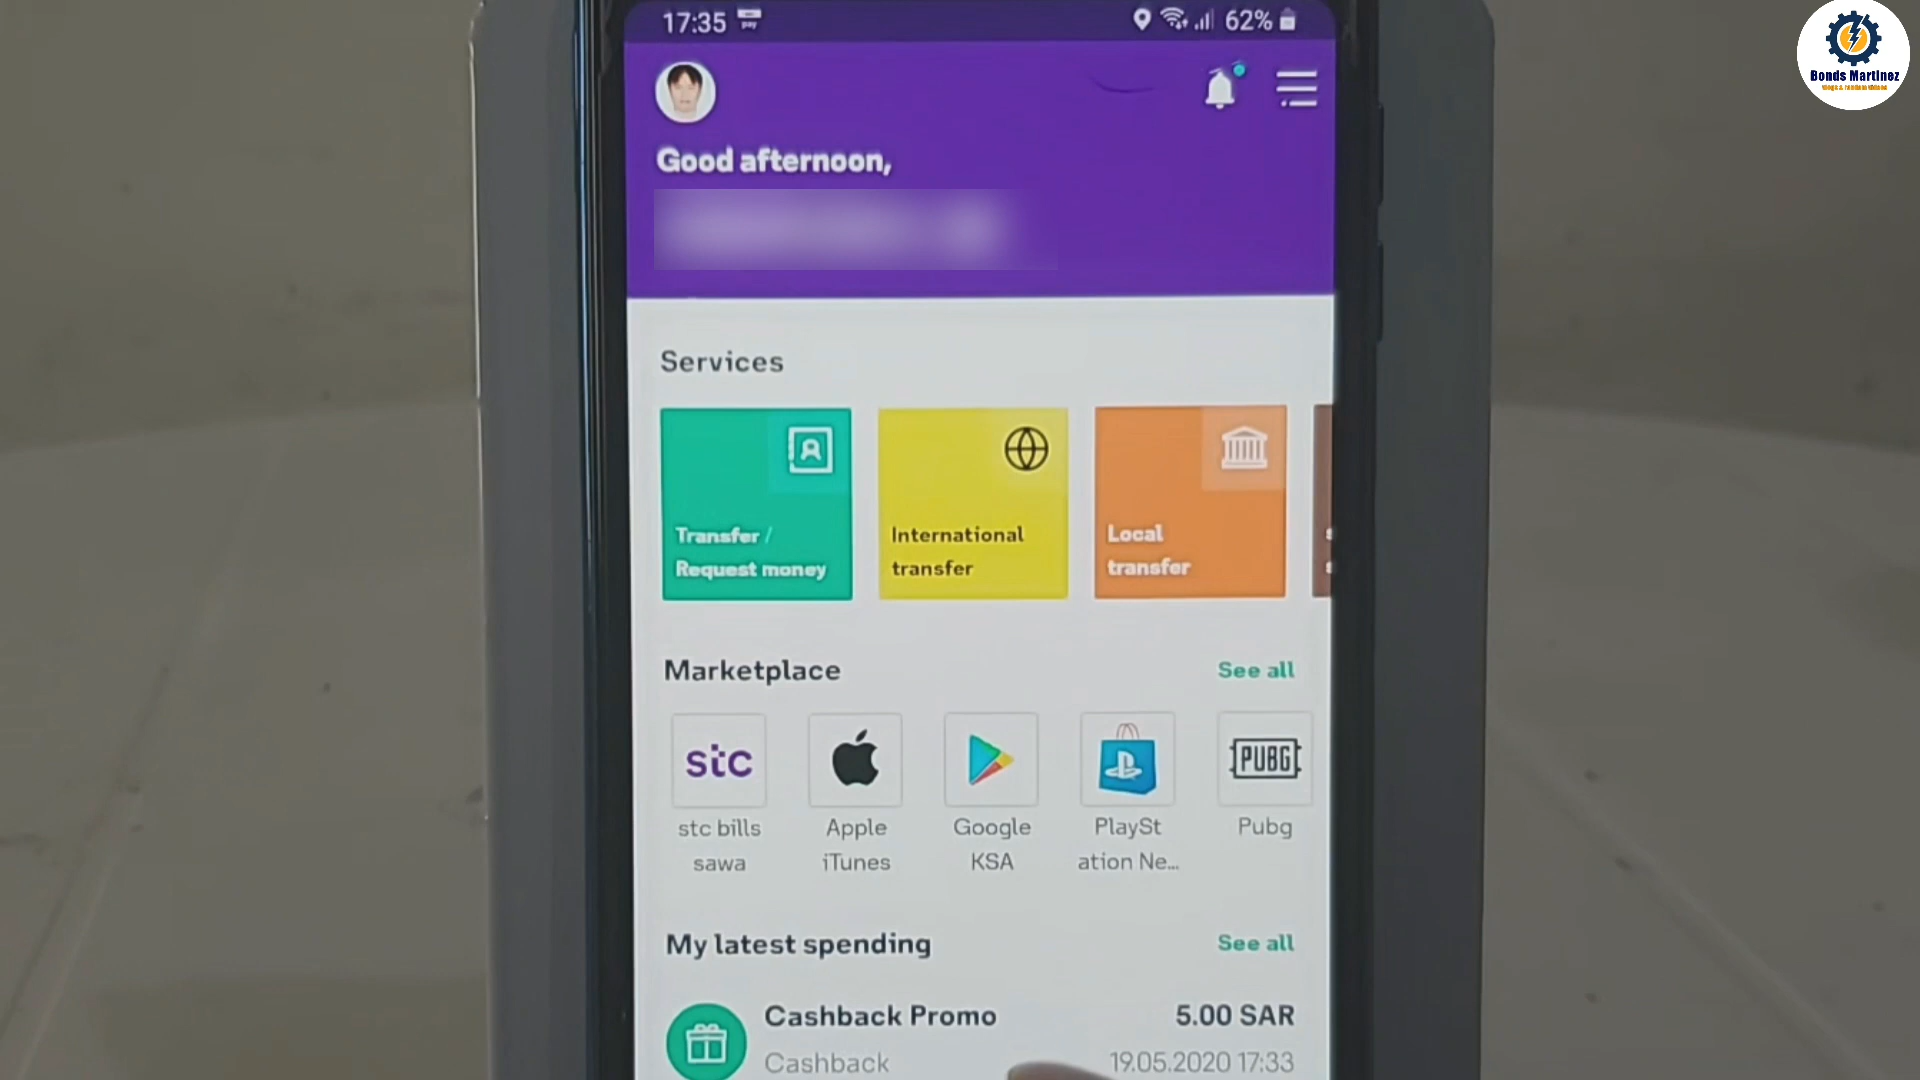 17:35
pay
62%
Bonds Martinez
Good afternoon,
Services
Transfer /
Request money
International
transfer
Local
transfer
Marketplace
See all
stc
PUBG
stc bills
sawa
Apple
iTunes
Google
KSA
PlaySt
ation Ne...
Pubg
My latest spending
See all
Cashback Promo
5.00 SAR
Cashback
19.05.2020 17:33